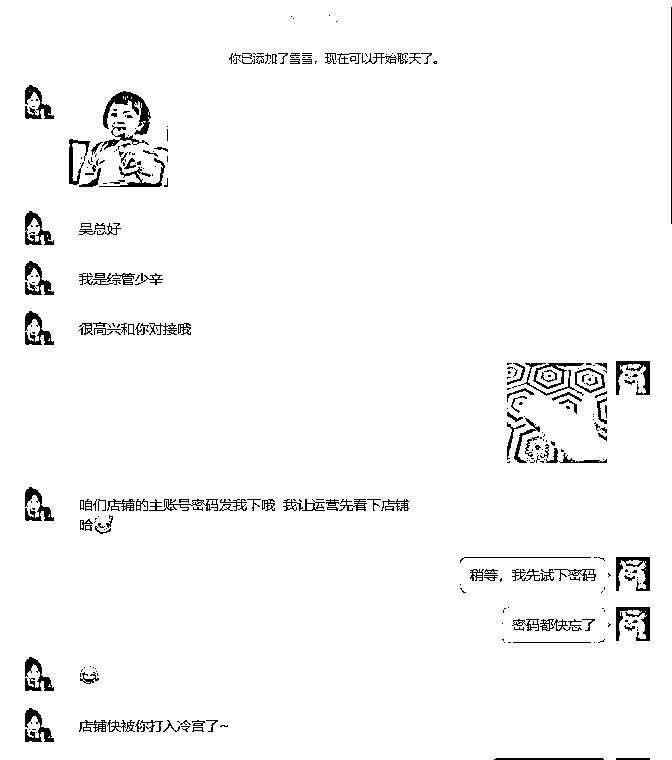 你已添加了雪雪，现在可以开始聊天了。
吴总好
我是综管少辛
很高兴和你对接哦
咱们店铺的主账号密码发我下哦 我让运营先看下店铺
哈
稍等，我先试下密码
密码都快忘了
店铺快被你打入冷宫了~